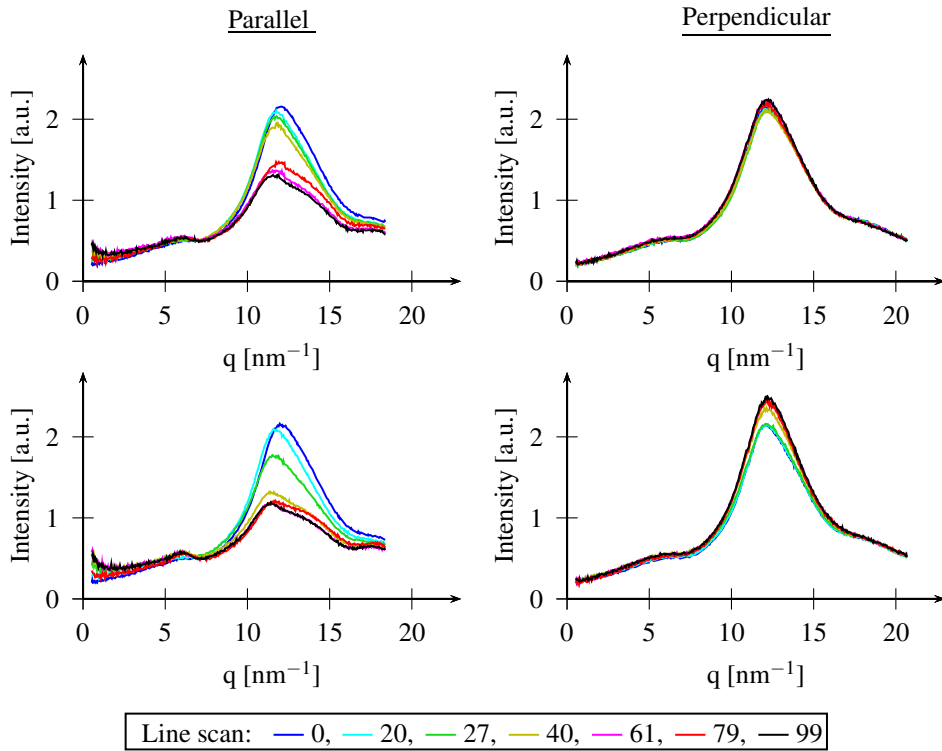 Parallel
Perpendicular
Intensity [a.u.]
2
1
0
0 5 10 15 20
q [nm⁻¹]
Intensity [a.u.]
2
1
0
0 5 10 15 20
q [nm⁻¹]
Intensity [a.u.]
2
1
0
0 5 10 15 20
q [nm⁻¹]
Intensity [a.u.]
2
1
0
0 5 10 15 20
q [nm⁻¹]
Line scan: 0, 20, 27, 40, 61, 79, 99